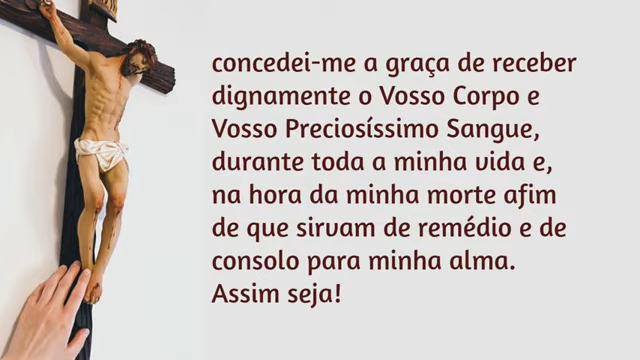 concedei-me a graça de receber
dignamente o Vosso Corpo e
Vosso Preciosíssimo Sangue,
durante toda a minha vida e,
na hora da minha morte afim
de que sirvam de remédio e de
consolo para minha alma.
Assim seja!